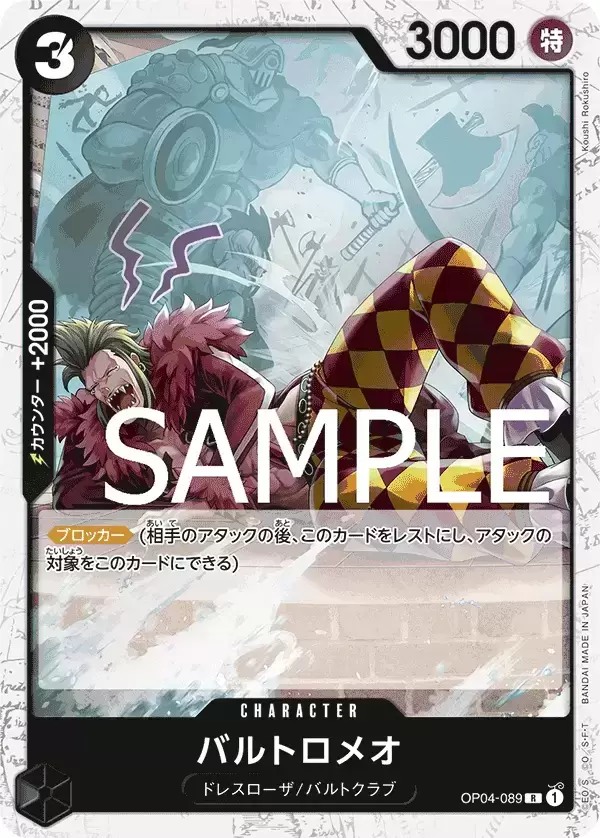 3
3000 特
Koushi Rokushiro
カウンター +2000
SAMPLE
ブロッカー (相手のアタックの後、このカードをレストにし、アタックの
対象をこのカードにできる)
CHARACTER
バルトロメオ
ドレスローザ/バルトクラブ
OP04-089 R 1
BANDAI MADE IN JAPAN